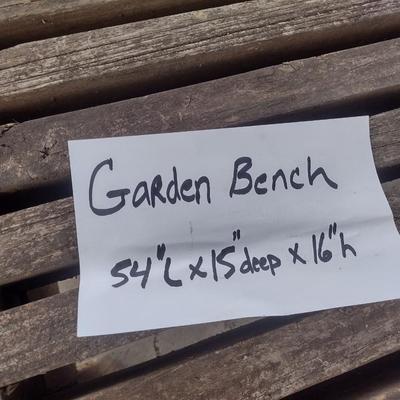 Garden Bench
54"L x 15" deep x 16"h